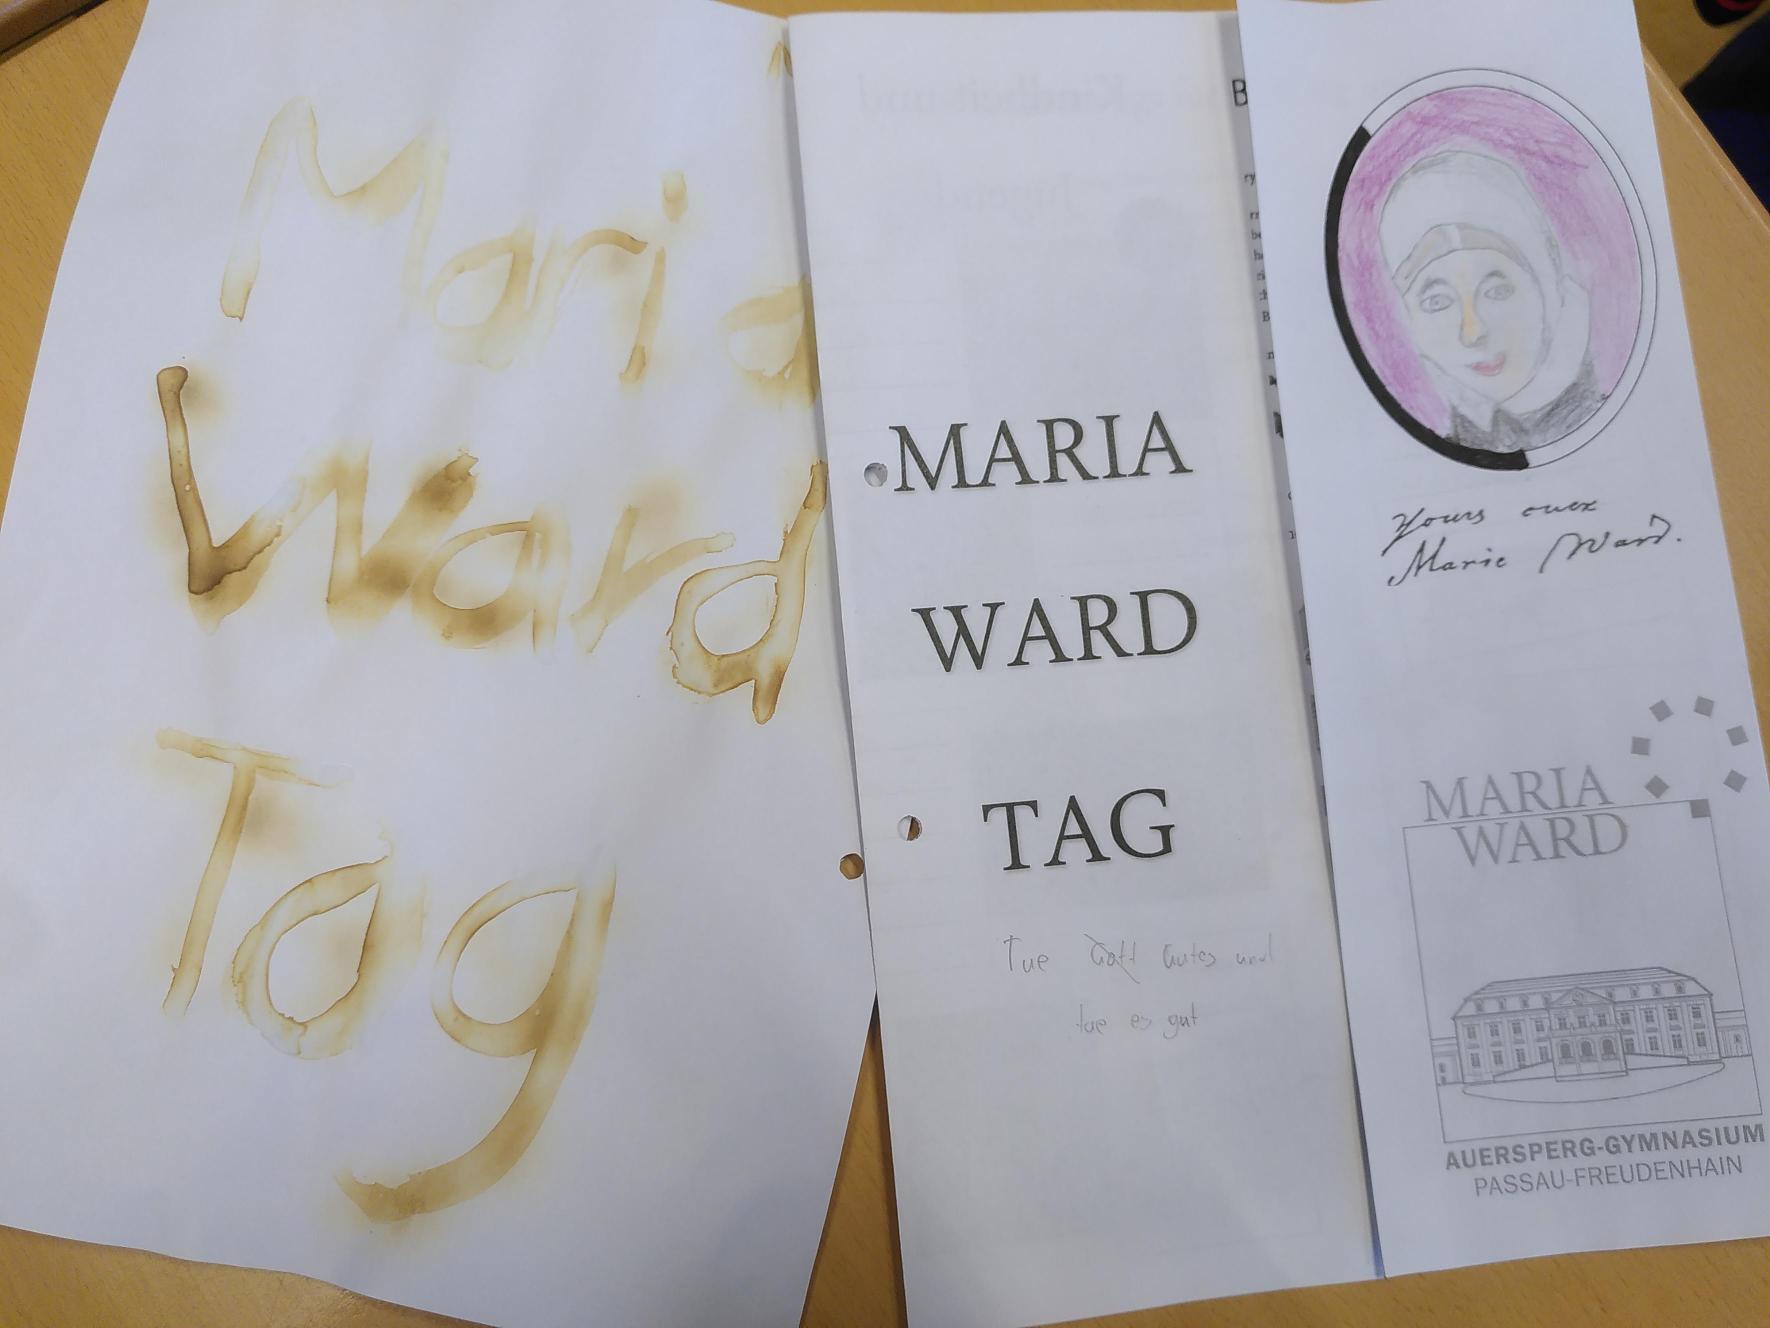 Maria
Ward
Tag
MARIA
WARD
TAG
Tue Gutes und
tue es gut
Yours ever
Marie Ward.
MARIA
WARD
AUERSPERG-GYMNASIUM
PASSAU-FREUDENHAIN